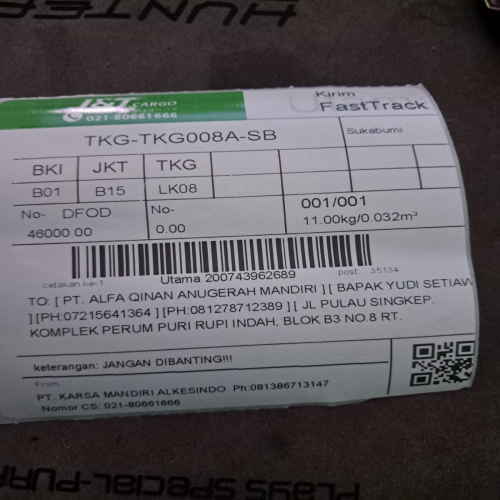 HUNTER
J&T CARGO
021-80661666
Kirim
FastTrack
TKG-TKG008A-SB
Sukabumi
BKI JKT TKG
B01 B15 LK08
No- DFOD
46000.00
No-
0.00
001/001
11.00kg/0.032m³
cetakan ke-1
Utama 200743962689
post. 35134
TO: [ PT. ALFA QINAN ANUGERAH MANDIRI ] [ BAPAK YUDI SETIAW
] [PH:07215641364 ] [PH:081278712389 ] [ JL PULAU SINGKEP.
KOMPLEK PERUM PURI RUPI INDAH, BLOK B3 NO.8 RT.
keterangan: JANGAN DIBANTING!!!
From
PT. KARSA MANDIRI ALKESINDO Ph:081386713147
Nomor CS: 021-80661666